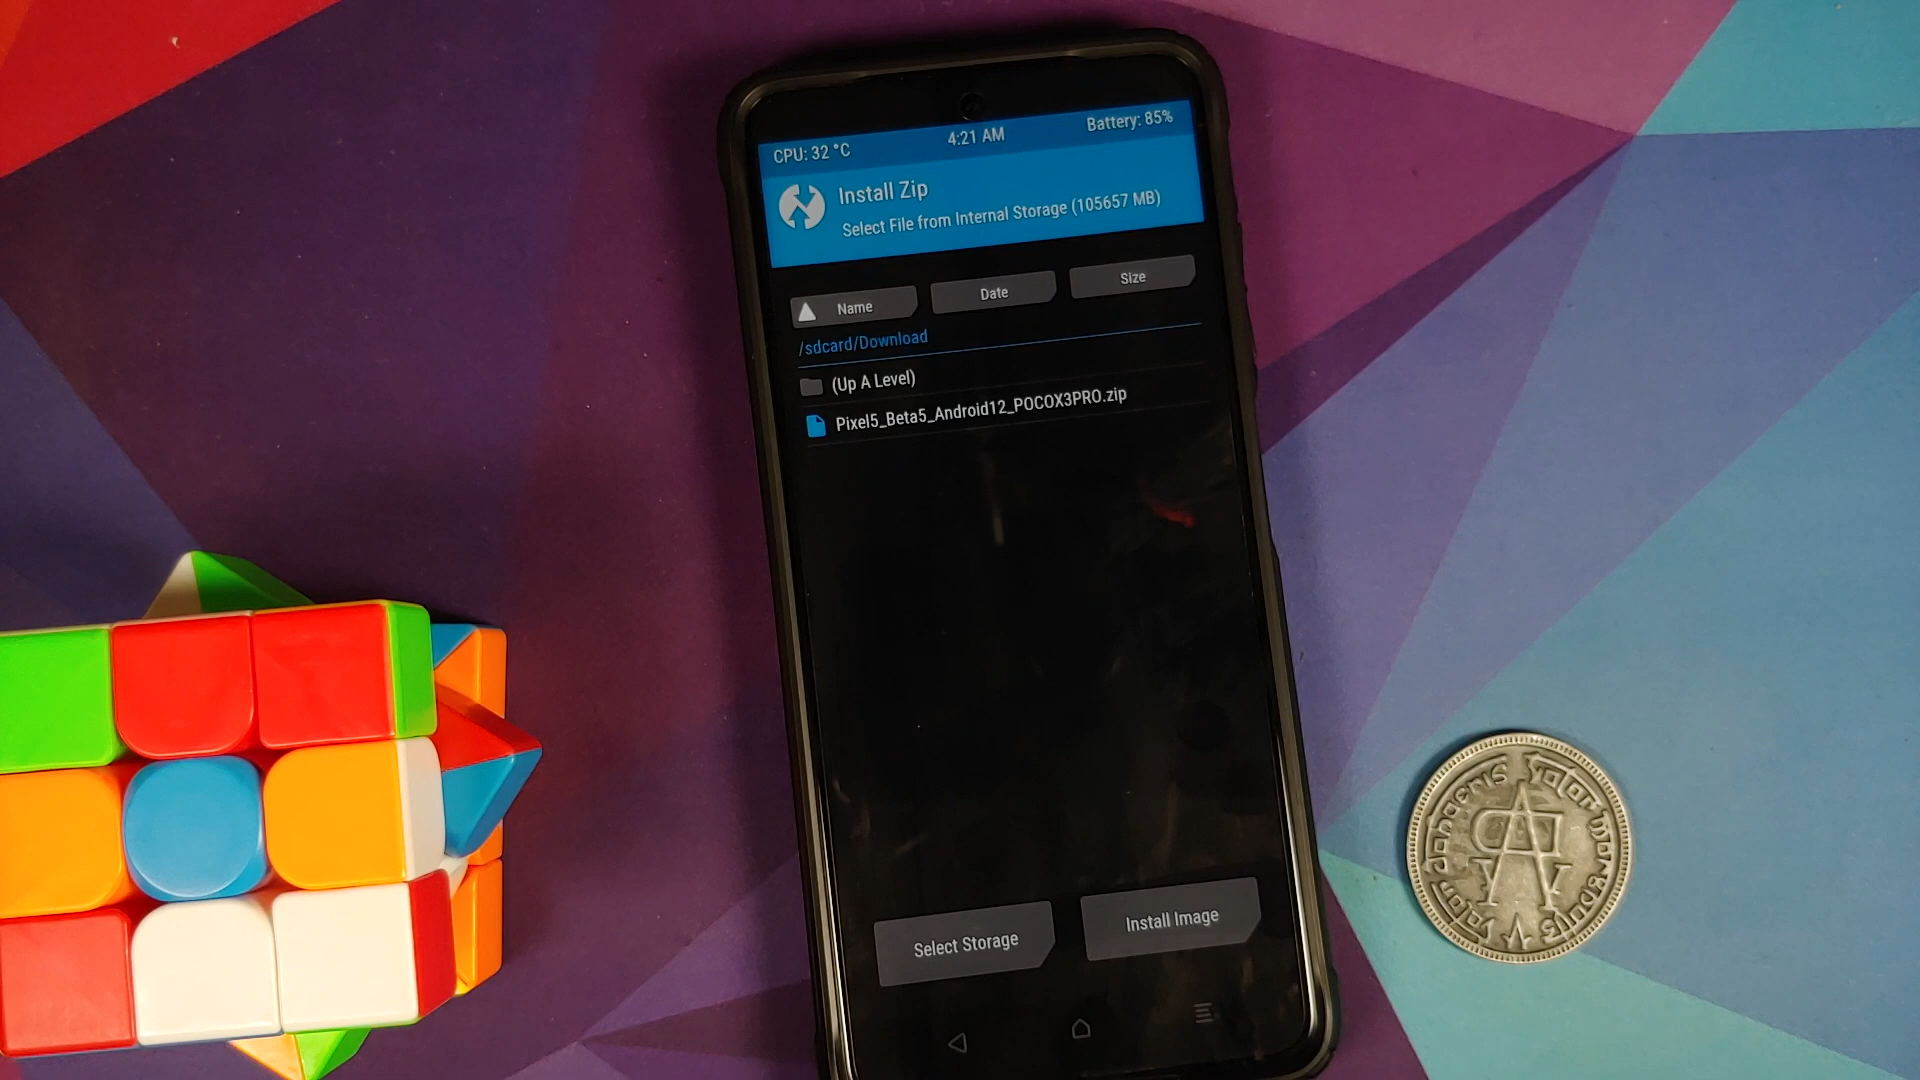 CPU: 32 °C 4:21 AM Battery: 85%
Install Zip
Select File from Internal Storage (105657 MB)
Name Date Size
/sdcard/Download
(Up A Level)
Pixel5_Beta5_Android12_POCOX3PRO.zip
Select Storage Install Image